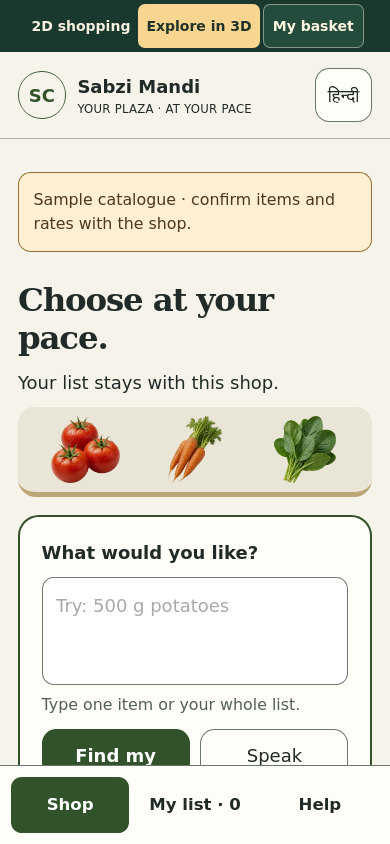 2D shopping
Explore in 3D
My basket
SC
Sabzi Mandi
YOUR PLAZA · AT YOUR PACE
हिन्दी
Sample catalogue · confirm items and
rates with the shop.
Choose at your
pace.
Your list stays with this shop.
What would you like?
Try: 500 g potatoes
Type one item or your whole list.
Find my
Speak
Shop
My list · 0
Help